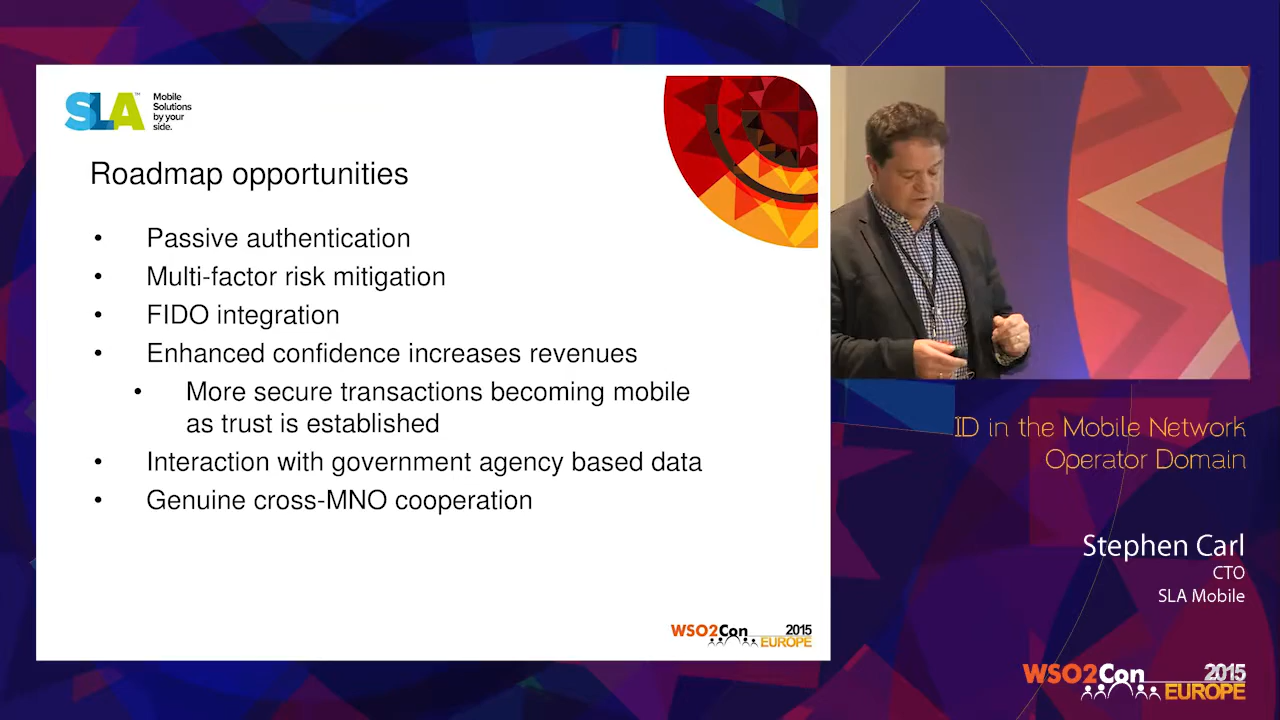 SLA™
Mobile
Solutions
by your
side.
Roadmap opportunities
• Passive authentication
• Multi-factor risk mitigation
• FIDO integration
• Enhanced confidence increases revenues
• More secure transactions becoming mobile
as trust is established
• Interaction with government agency based data
• Genuine cross-MNO cooperation
WSO2Con 2015
EUROPE
ID in the Mobile Network
Operator Domain
Stephen Carl
CTO
SLA Mobile
WSO2Con 2015
EUROPE